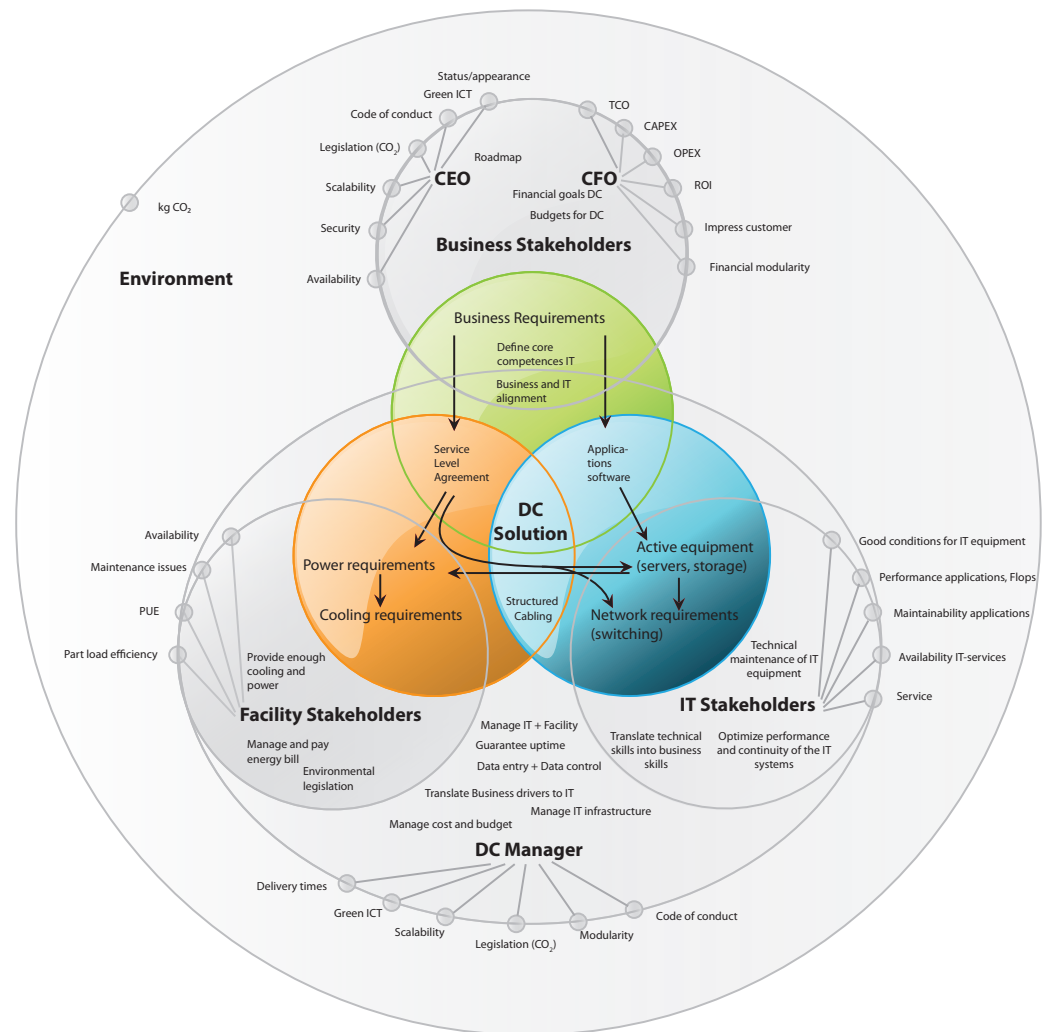 Status/appearance
Green ICT
Code of conduct
Legislation (CO₂)
Scalability
Security
Availability
Roadmap
CEO
TCO
CAPEX
OPEX
ROI
Impress customer
Financial modularity
CFO
Financial goals DC
Budgets for DC
Business Stakeholders
kg CO₂
Environment
Business Requirements
Define core
competences IT
Business and IT
alignment
Service
Level
Agreement
Applica-
tions
software
DC
Solution
Power requirements
Cooling requirements
Active equipment
(servers, storage)
Structured
Cabling
Network requirements
(switching)
Availability
Maintenance issues
PUE
Part load efficiency
Provide enough
cooling and
power
Facility Stakeholders
Manage and pay
energy bill
Environmental
legislation
Good conditions for IT equipment
Performance applications, Flops
Maintainability applications
Availability IT-services
Service
Technical
maintenance of IT
equipment
IT Stakeholders
Translate technical
skills into business
skills
Optimize performance
and continuity of the IT
systems
Manage IT + Facility
Guarantee uptime
Data entry + Data control
Translate Business drivers to IT
Manage IT infrastructure
Manage cost and budget
DC Manager
Delivery times
Green ICT
Scalability
Legislation (CO₂)
Modularity
Code of conduct